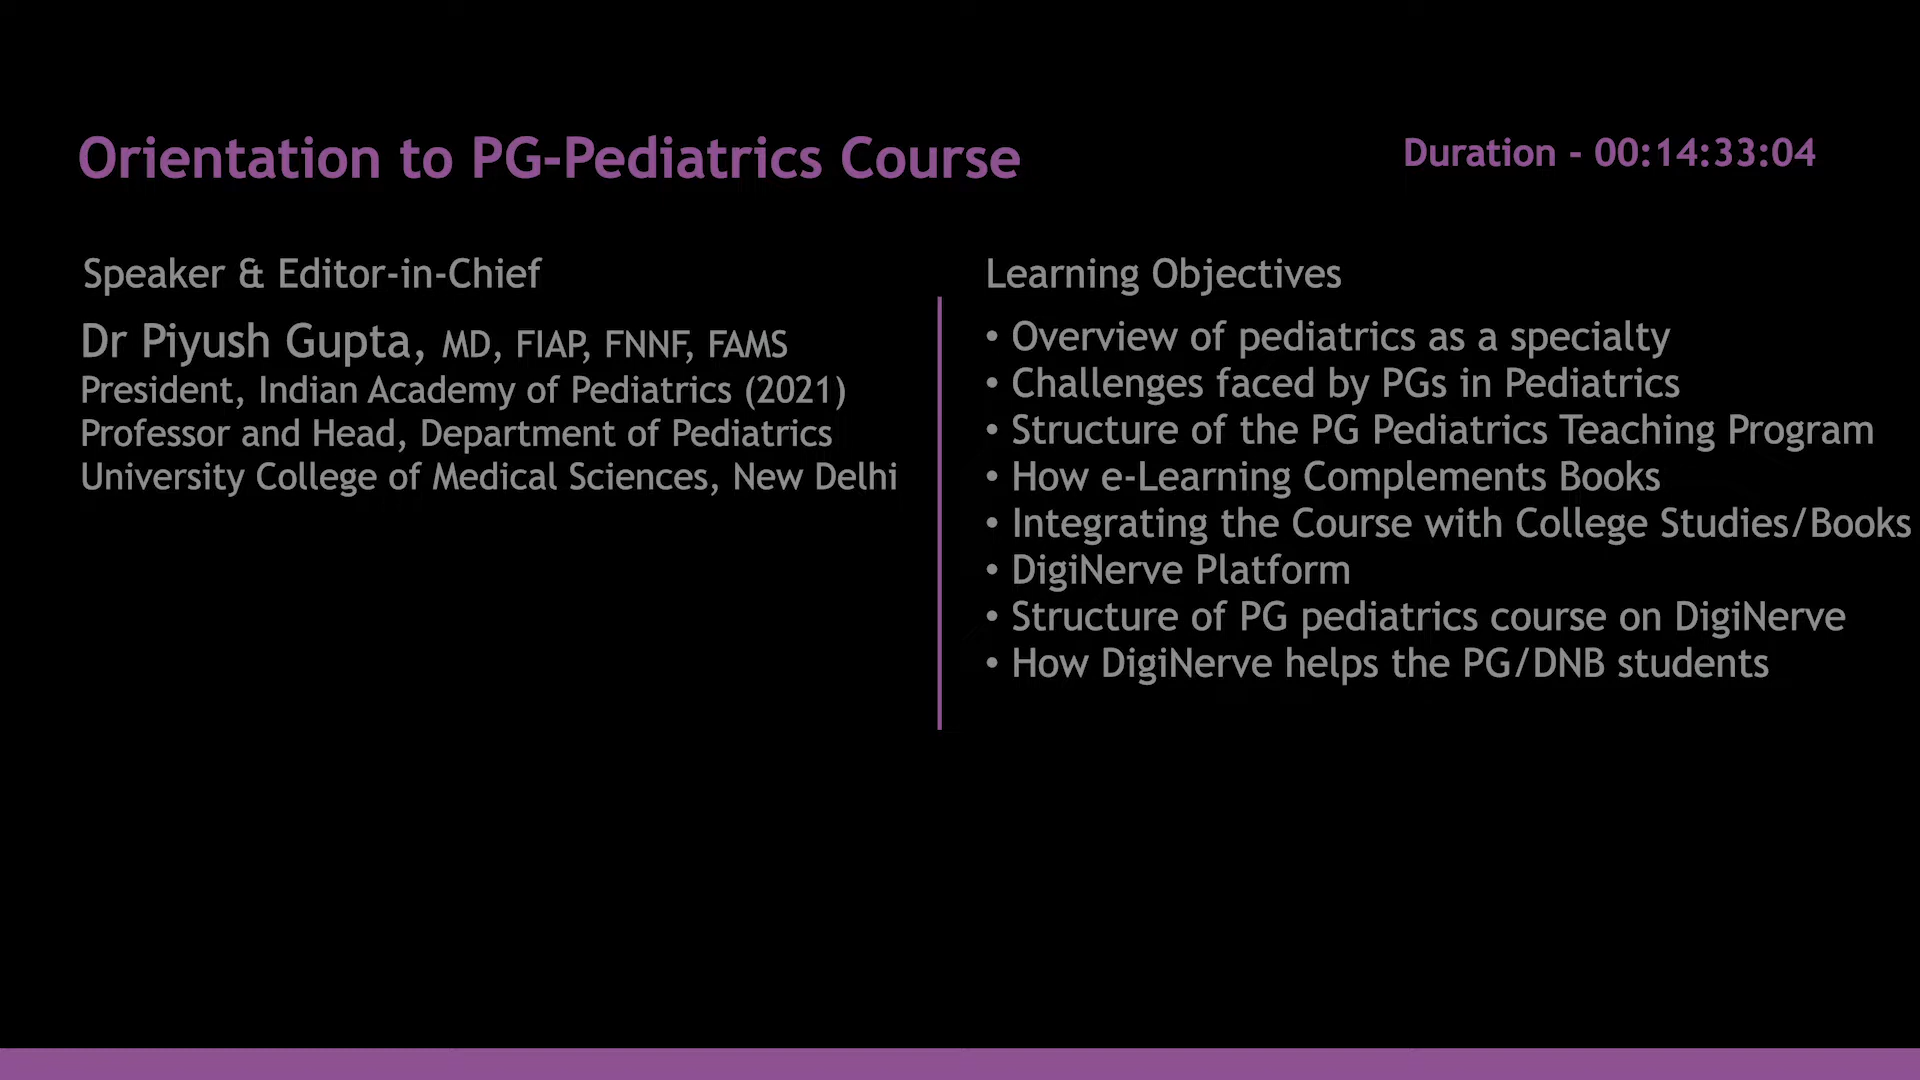 Orientation to PG-Pediatrics Course
Duration - 00:14:33:04
Speaker & Editor-in-Chief
Dr Piyush Gupta, MD, FIAP, FNNF, FAMS
President, Indian Academy of Pediatrics (2021)
Professor and Head, Department of Pediatrics
University College of Medical Sciences, New Delhi
Learning Objectives
• Overview of pediatrics as a specialty
• Challenges faced by PGs in Pediatrics
• Structure of the PG Pediatrics Teaching Program
• How e-Learning Complements Books
• Integrating the Course with College Studies/Books
• DigiNerve Platform
• Structure of PG pediatrics course on DigiNerve
• How DigiNerve helps the PG/DNB students